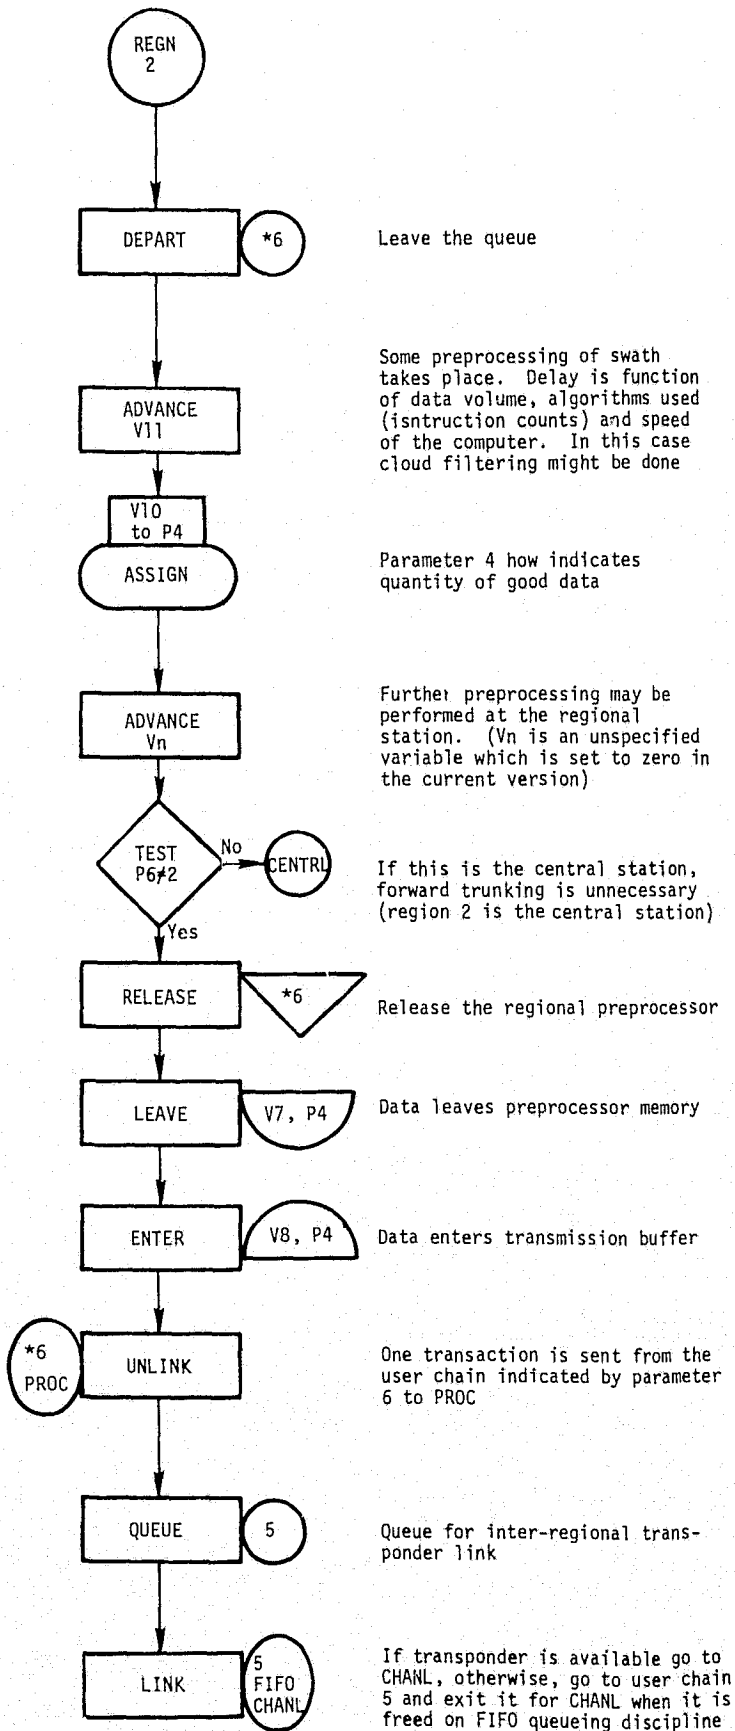 REGN
2
DEPART
*6
Leave the queue
Some preprocessing of swath
takes place. Delay is function
of data volume, algorithms used
(isntruction counts) and speed
of the computer. In this case
cloud filtering might be done
ADVANCE
V11
V10
to P4
ASSIGN
Parameter 4 how indicates
quantity of good data
ADVANCE
Vn
Further preprocessing may be
performed at the regional
station. (Vn is an unspecified
variable which is set to zero in
the current version)
TEST
P6≠2
No
CENTRL
If this is the central station,
forward trunking is unnecessary
(region 2 is the central station)
Yes
RELEASE
*6
Release the regional preprocessor
LEAVE
V7, P4
Data leaves preprocessor memory
ENTER
V8, P4
Data enters transmission buffer
*6
PROC
UNLINK
One transaction is sent from the
user chain indicated by parameter
6 to PROC
QUEUE
5
Queue for inter-regional trans-
ponder link
LINK
5
FIFO
CHANL
If transponder is available go to
CHANL, otherwise, go to user chain
5 and exit it for CHANL when it is
freed on FIFO queueing discipline